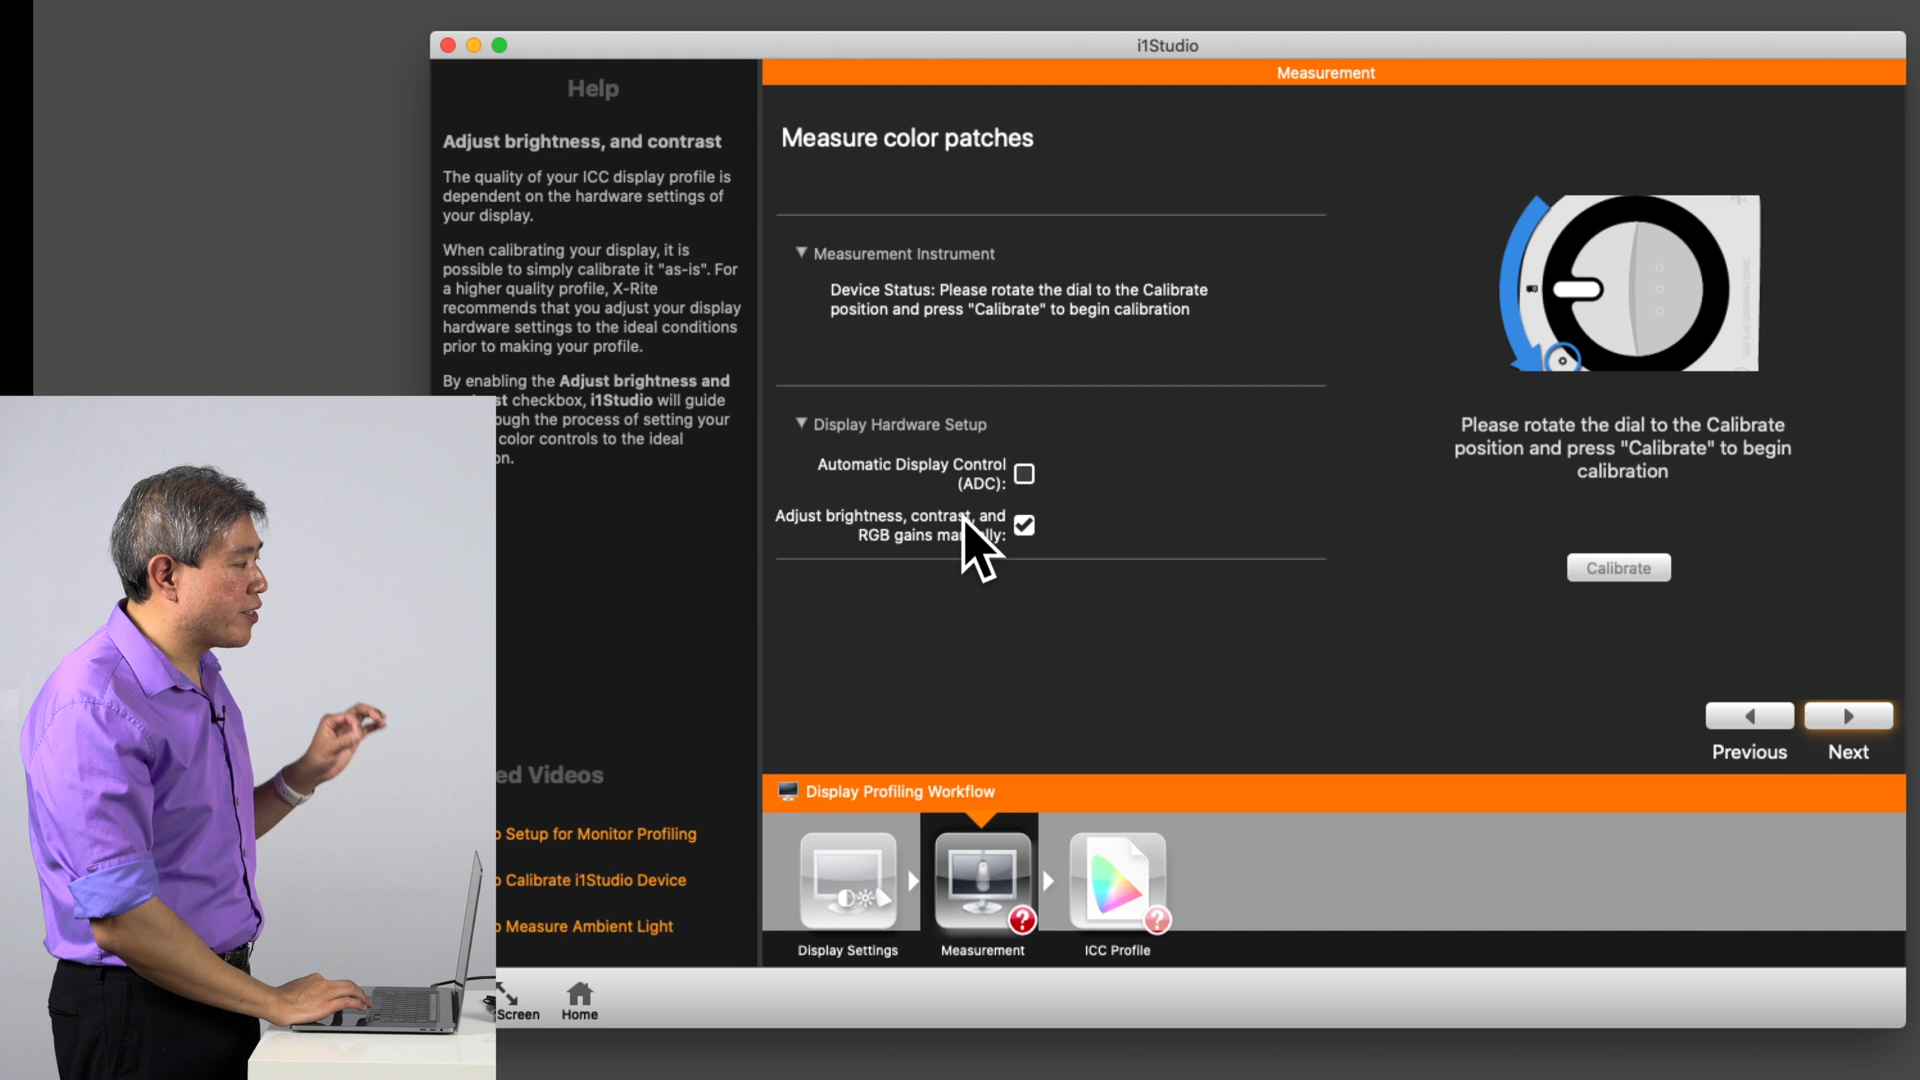 i1Studio
Help
Adjust brightness, and contrast
The quality of your ICC display profile is
dependent on the hardware settings of
your display.
When calibrating your display, it is
possible to simply calibrate it "as-is". For
a higher quality profile, X-Rite
recommends that you adjust your display
hardware settings to the ideal conditions
prior to making your profile.
By enabling the Adjust brightness and
st checkbox, i1Studio will guide
ough the process of setting your
color controls to the ideal
on.
ed Videos
o Setup for Monitor Profiling
o Calibrate i1Studio Device
o Measure Ambient Light
Screen
Home
Measurement
Measure color patches
Measurement Instrument
Device Status: Please rotate the dial to the Calibrate
position and press "Calibrate" to begin calibration
Display Hardware Setup
Automatic Display Control
(ADC):
Adjust brightness, contrast, and
RGB gains ma lly:
Please rotate the dial to the Calibrate
position and press "Calibrate" to begin
calibration
Calibrate
Previous
Next
Display Profiling Workflow
Display Settings
Measurement
ICC Profile